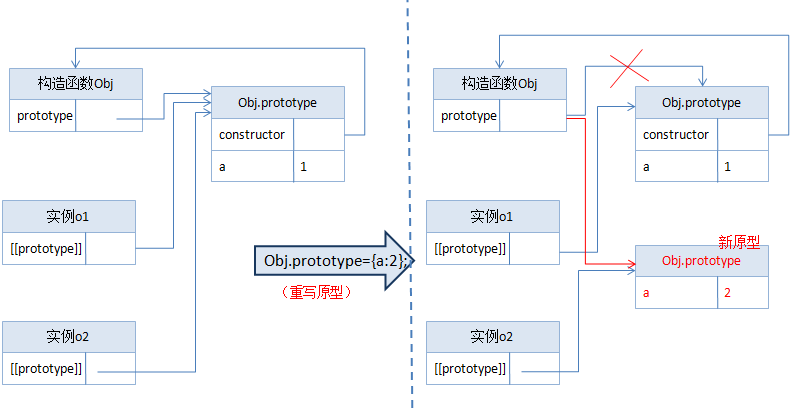 构造函数Obj
prototype
Obj.prototype
constructor
a 1
实例o1
[[prototype]]
实例o2
[[prototype]]
Obj.prototype={a:2};
（重写原型）
构造函数Obj
prototype
Obj.prototype
constructor
a 1
实例o1
[[prototype]]
新原型
Obj.prototype
a 2
实例o2
[[prototype]]